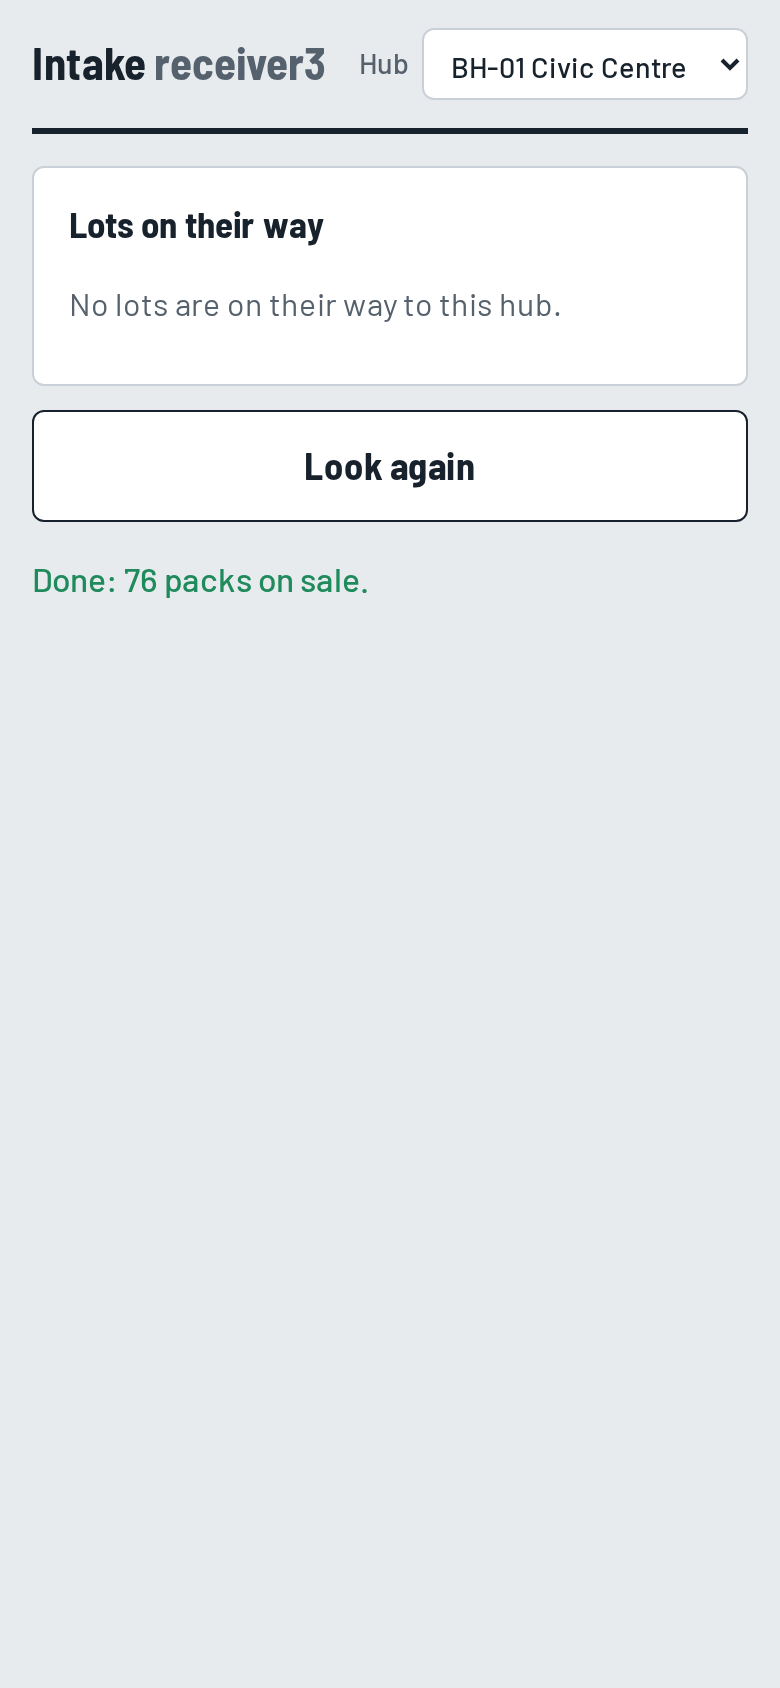 Intake receiver3 Hub BH-01 Civic Centre
Lots on their way
No lots are on their way to this hub.
Look again
Done: 76 packs on sale.